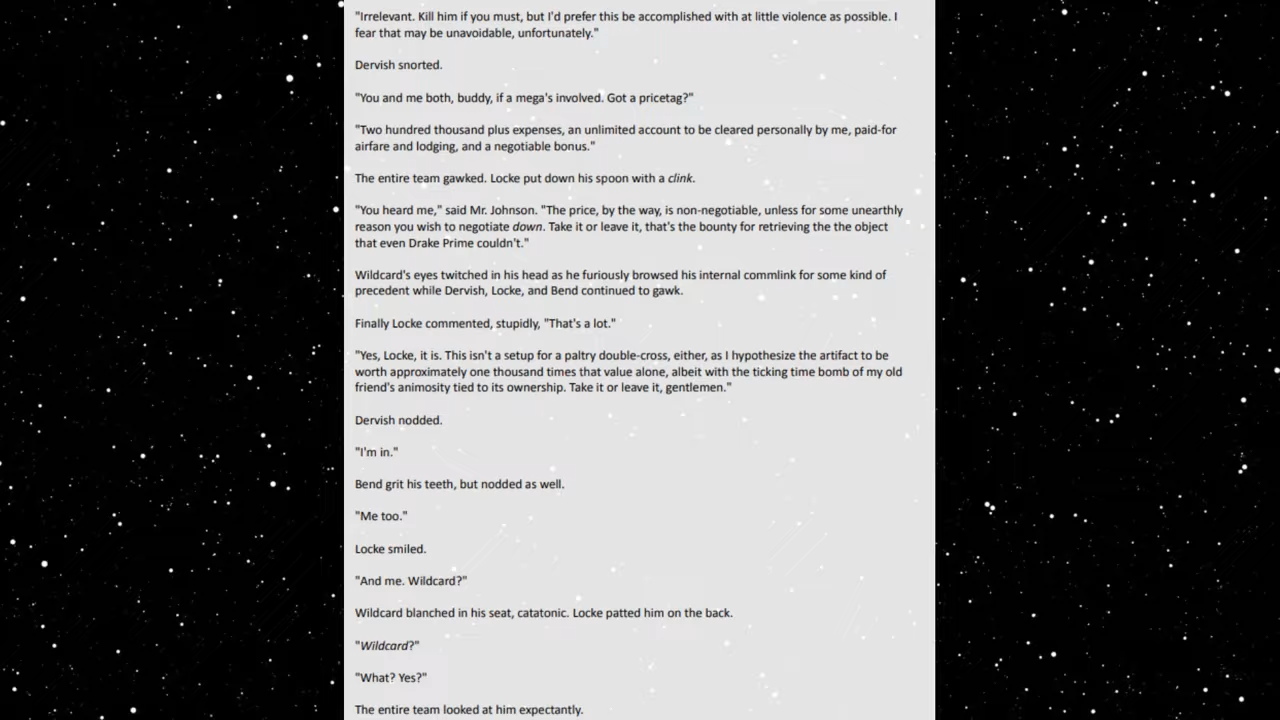 "Irrelevant. Kill him if you must, but I'd prefer this be accomplished with at little violence as possible. I
fear that may be unavoidable, unfortunately."
Dervish snorted.
"You and me both, buddy, if a mega's involved. Got a pricetag?"
"Two hundred thousand plus expenses, an unlimited account to be cleared personally by me, paid-for
airfare and lodging, and a negotiable bonus."
The entire team gawked. Locke put down his spoon with a clink.
"You heard me," said Mr. Johnson. "The price, by the way, is non-negotiable, unless for some unearthly
reason you wish to negotiate down. Take it or leave it, that's the bounty for retrieving the the object
that even Drake Prime couldn't."
Wildcard's eyes twitched in his head as he furiously browsed his internal commlink for some kind of
precedent while Dervish, Locke, and Bend continued to gawk.
Finally Locke commented, stupidly, "That's a lot."
"Yes, Locke, it is. This isn't a setup for a paltry double-cross, either, as I hypothesize the artifact to be
worth approximately one thousand times that value alone, albeit with the ticking time bomb of my old
friend's animosity tied to its ownership. Take it or leave it, gentlemen."
Dervish nodded.
"I'm in."
Bend grit his teeth, but nodded as well.
"Me too."
Locke smiled.
"And me. Wildcard?"
Wildcard blanched in his seat, catatonic. Locke patted him on the back.
"Wildcard?"
"What? Yes?"
The entire team looked at him expectantly.